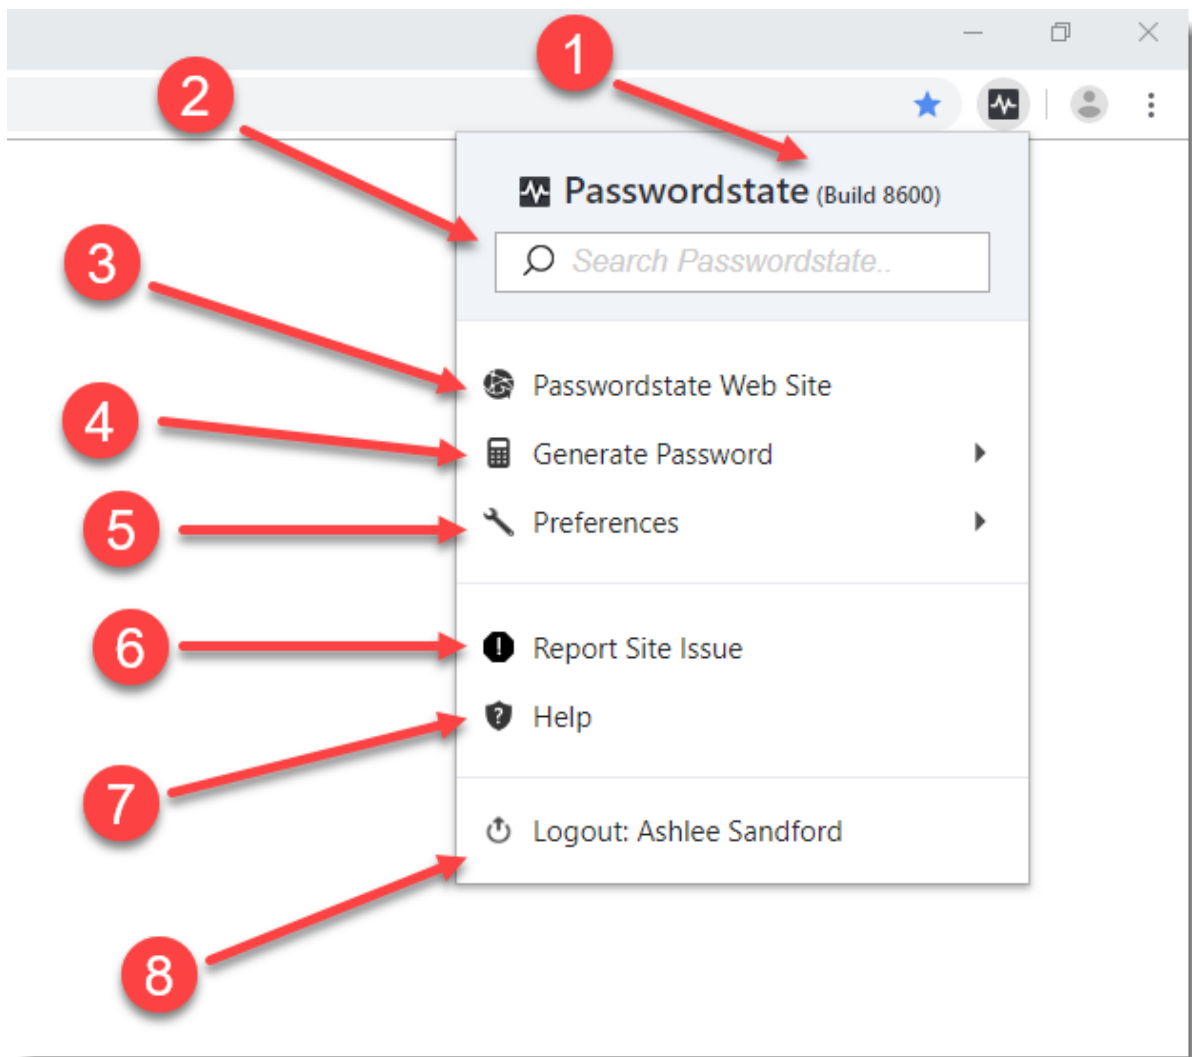 1
2
Passwordstate (Build 8600)
Search Passwordstate..
3
Passwordstate Web Site
4
Generate Password
5
Preferences
6
Report Site Issue
Help
7
Logout: Ashlee Sandford
8